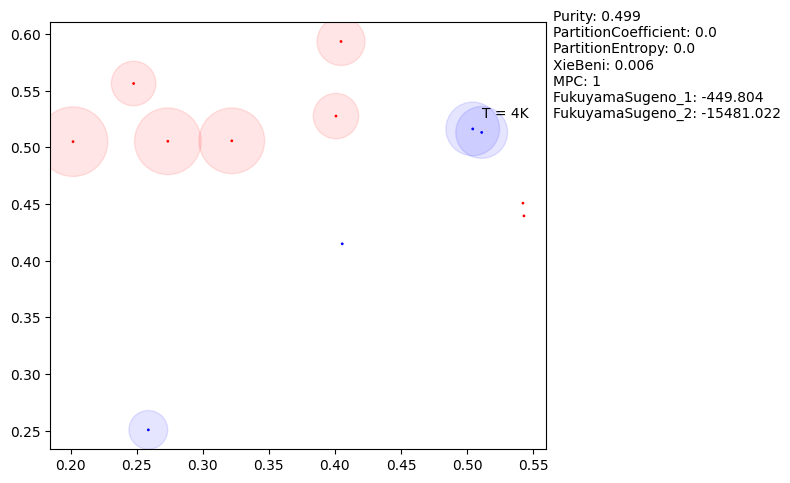 Purity: 0.499
PartitionCoefficient: 0.0
PartitionEntropy: 0.0
XieBeni: 0.006
MPC: 1
FukuyamaSugeno_1: -449.804
FukuyamaSugeno_2: -15481.022
T = 4K
0.60
0.55
0.50
0.45
0.40
0.35
0.30
0.25
0.20 0.25 0.30 0.35 0.40 0.45 0.50 0.55